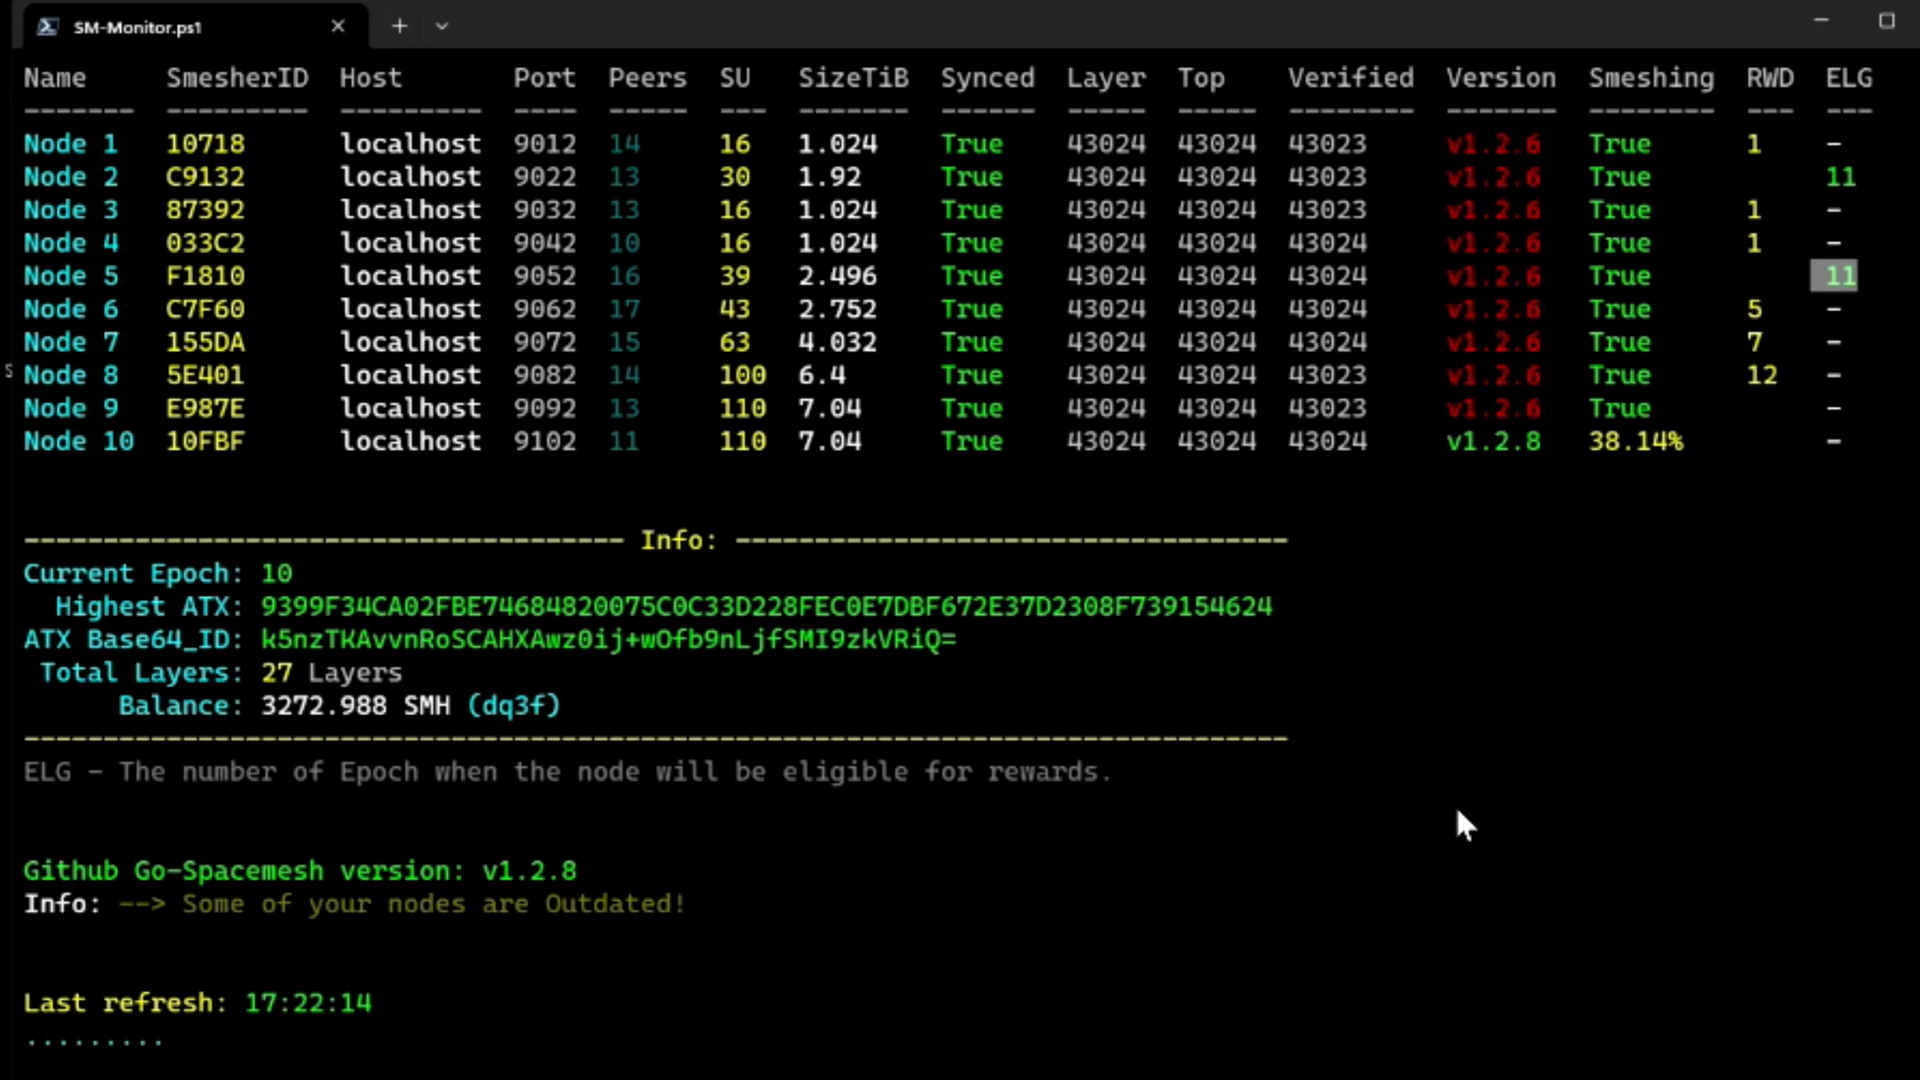 SM-Monitor.ps1
Name SmesherID Host Port Peers SU SizeTiB Synced Layer Top Verified Version Smeshing RWD ELG
------- --------- --------- ---- ----- --- ------- ------ ----- ----- -------- ------- -------- --- ---
Node 1 10718 localhost 9012 14 16 1.024 True 43024 43024 43023 v1.2.6 True 1 -
Node 2 C9132 localhost 9022 13 30 1.92 True 43024 43024 43023 v1.2.6 True 11
Node 3 87392 localhost 9032 13 16 1.024 True 43024 43024 43023 v1.2.6 True 1 -
Node 4 033C2 localhost 9042 10 16 1.024 True 43024 43024 43024 v1.2.6 True 1 -
Node 5 F1810 localhost 9052 16 39 2.496 True 43024 43024 43024 v1.2.6 True 11
Node 6 C7F60 localhost 9062 17 43 2.752 True 43024 43024 43024 v1.2.6 True 5 -
Node 7 155DA localhost 9072 15 63 4.032 True 43024 43024 43024 v1.2.6 True 7 -
Node 8 5E401 localhost 9082 14 100 6.4 True 43024 43024 43023 v1.2.6 True 12 -
Node 9 E987E localhost 9092 13 110 7.04 True 43024 43024 43023 v1.2.6 True -
Node 10 10FBF localhost 9102 11 110 7.04 True 43024 43024 43024 v1.2.8 38.14% -
-------------------------------------- Info: -----------------------------------
Current Epoch: 10
Highest ATX: 9399F34CA02FBE74684820075C0C33D228FEC0E7DBF672E37D2308F739154624
ATX Base64_ID: k5nzTKAvvnRoSCAHXAwz0ij+wOfb9nLjfSMI9zkVRiQ=
Total Layers: 27 Layers
Balance: 3272.988 SMH (dq3f)
--------------------------------------------------------------------------------
ELG - The number of Epoch when the node will be eligible for rewards.
Github Go-Spacemesh version: v1.2.8
Info: --> Some of your nodes are Outdated!
Last refresh: 17:22:14
.........